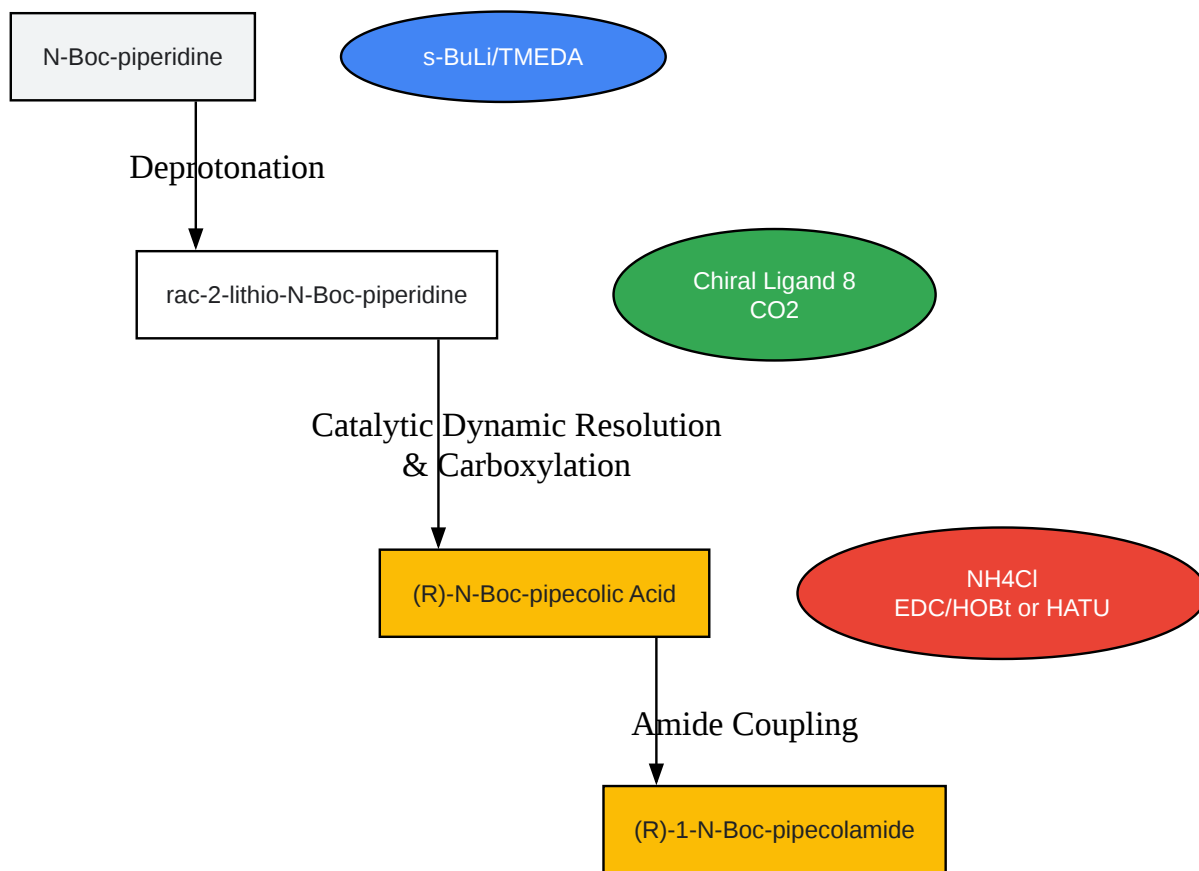 N-Boc-piperidine
s-BuLi/TMEDA
Deprotonation
rac-2-lithio-N-Boc-piperidine
Chiral Ligand 8
CO2
Catalytic Dynamic Resolution
& Carboxylation
(R)-N-Boc-pipecolic Acid
NH4Cl
EDC/HOBt or HATU
Amide Coupling
(R)-1-N-Boc-pipecolamide